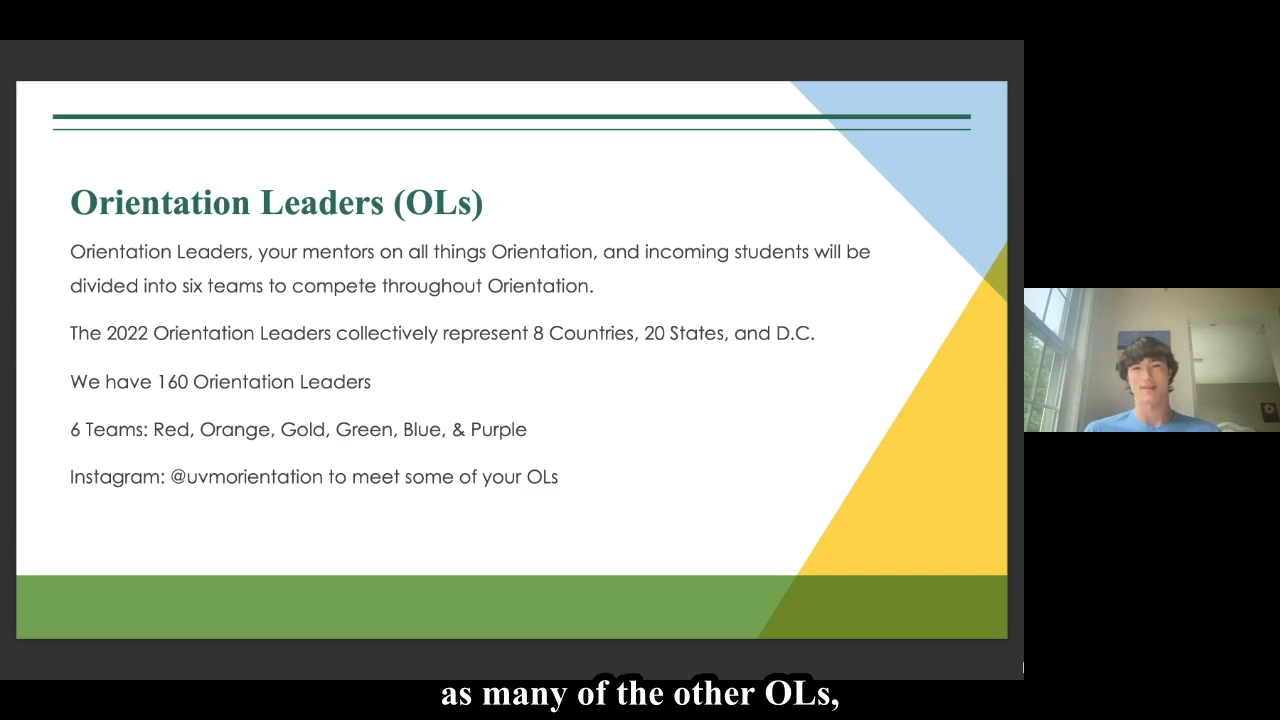 Orientation Leaders (OLs)
Orientation Leaders, your mentors on all things Orientation, and incoming students will be
divided into six teams to compete throughout Orientation.
The 2022 Orientation Leaders collectively represent 8 Countries, 20 States, and D.C.
We have 160 Orientation Leaders
6 Teams: Red, Orange, Gold, Green, Blue, & Purple
Instagram: @uvmorientation to meet some of your OLs
as many of the other OLs,